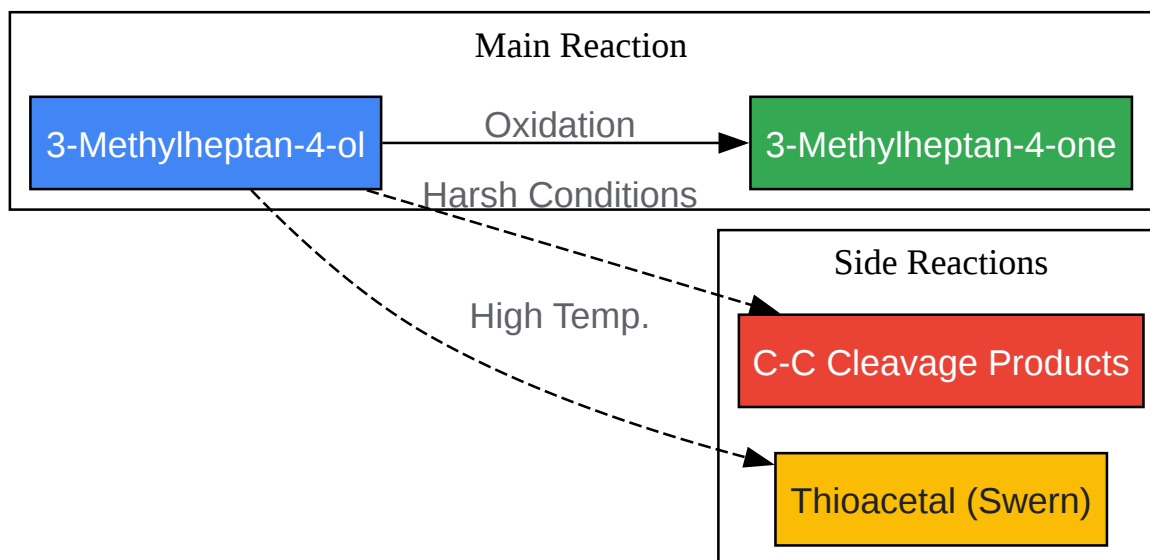 Main Reaction
3-Methylheptan-4-ol
Oxidation
3-Methylheptan-4-one
Harsh Conditions
Side Reactions
High Temp.
C-C Cleavage Products
Thioacetal (Swern)